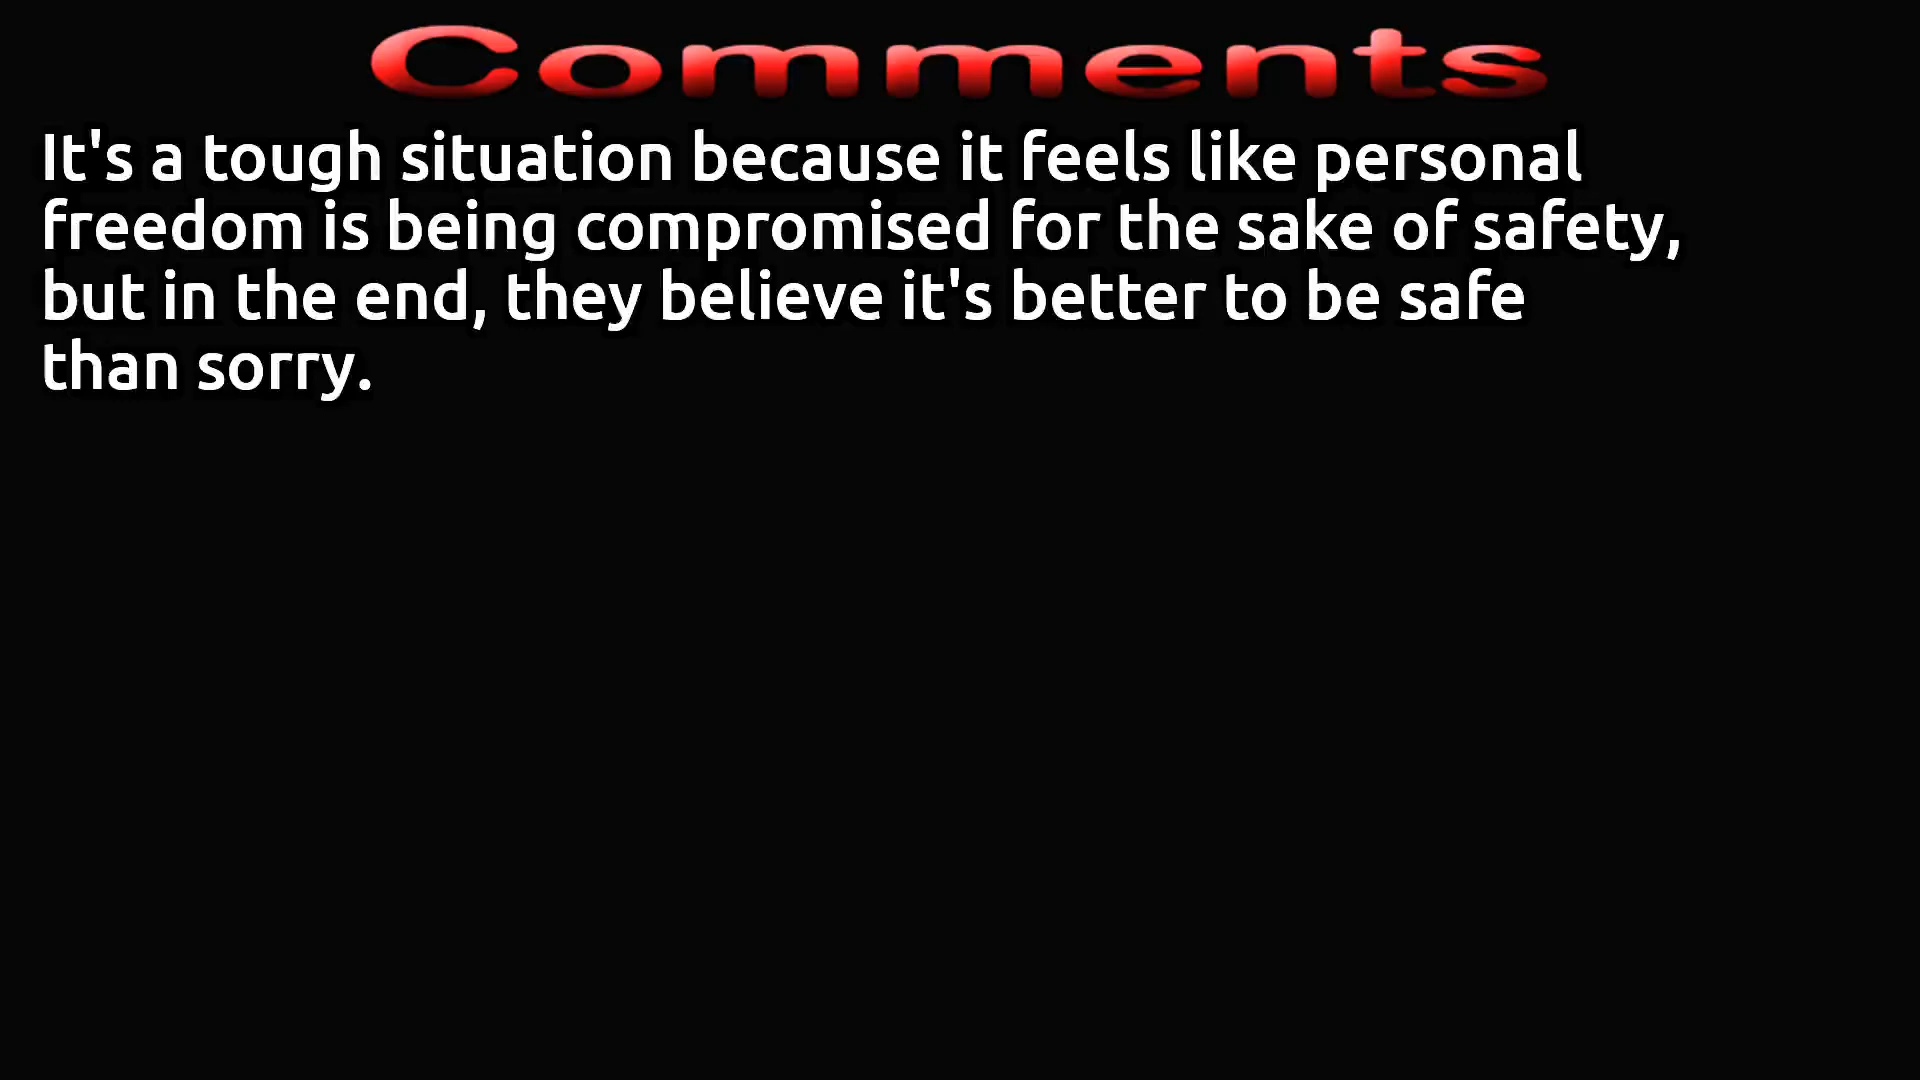 Comments
It's a tough situation because it feels like personal
freedom is being compromised for the sake of safety,
but in the end, they believe it's better to be safe
than sorry.